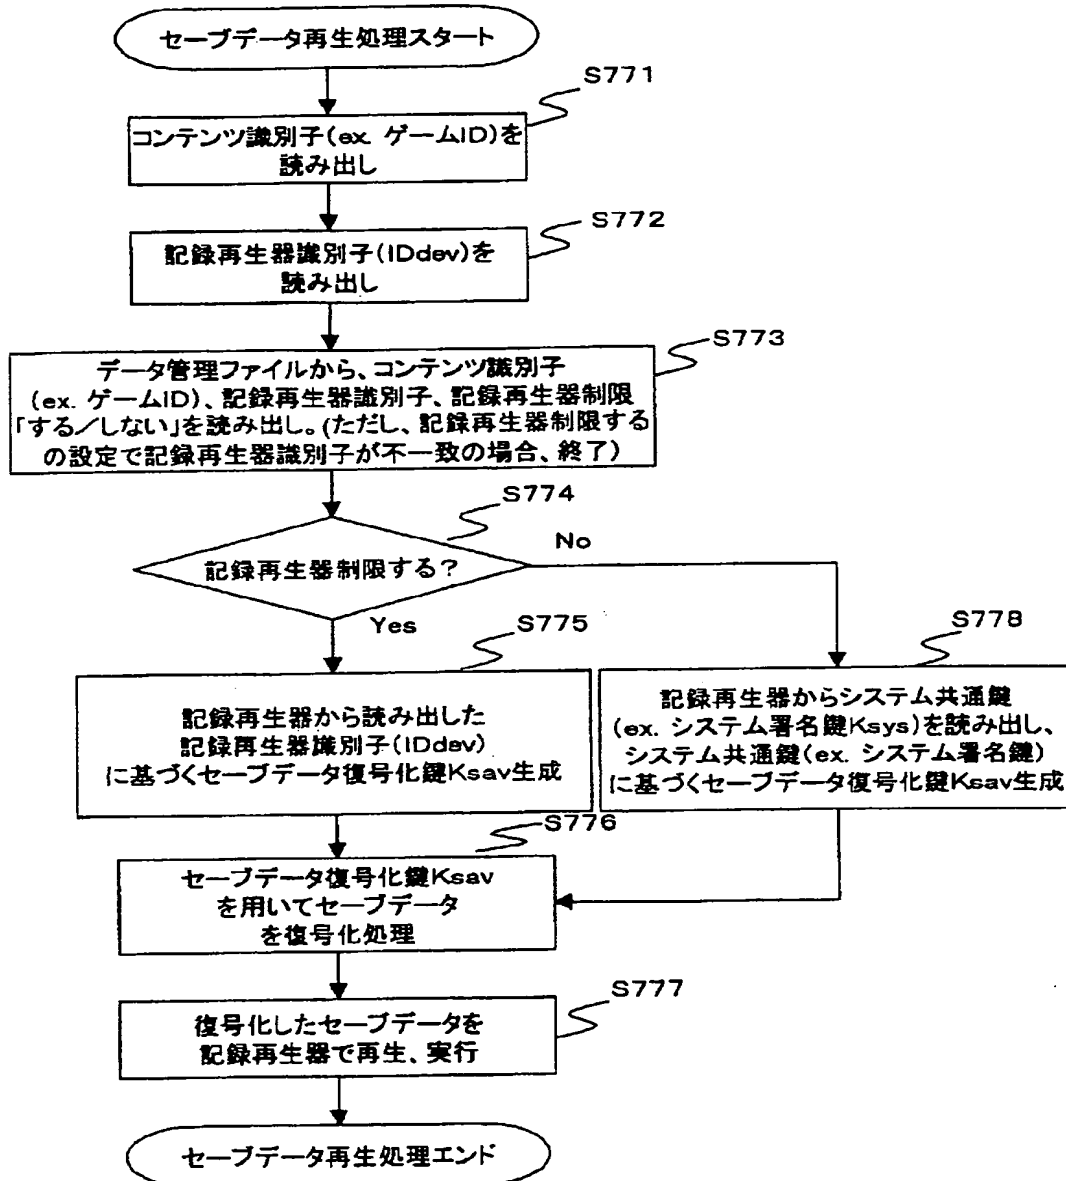 セーブデータ再生処理スタート
S771
コンテンツ識別子(ex. ゲームID)を
読み出し
S772
記録再生器識別子(IDdev)を
読み出し
S773
データ管理ファイルから、コンテンツ識別子
(ex. ゲームID)、記録再生器識別子、記録再生器制限
「する/しない」を読み出し。(ただし、記録再生器制限する
の設定で記録再生器識別子が不一致の場合、終了)
S774
記録再生器制限する?
No
Yes
S775
記録再生器から読み出した
記録再生器識別子(IDdev)
に基づくセーブデータ復号化鍵Ksav生成
S778
記録再生器からシステム共通鍵
(ex. システム署名鍵Ksys)を読み出し、
システム共通鍵(ex. システム署名鍵)
に基づくセーブデータ復号化鍵Ksav生成
S776
セーブデータ復号化鍵Ksav
を用いてセーブデータ
を復号化処理
S777
復号化したセーブデータを
記録再生器で再生、実行
セーブデータ再生処理エンド